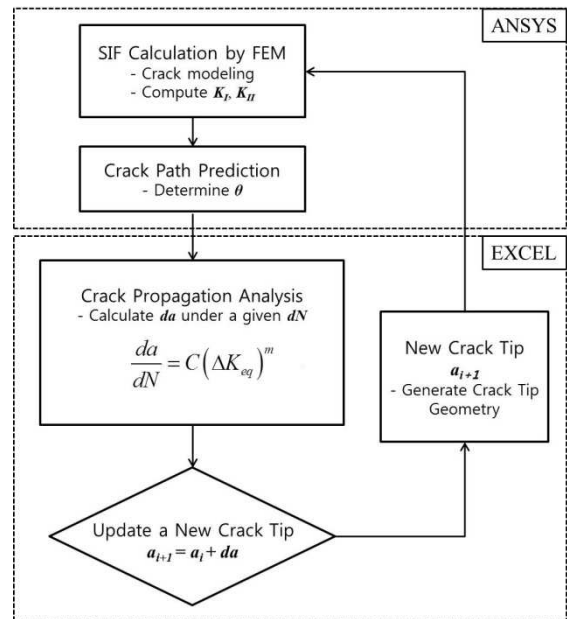 ANSYS
SIF Calculation by FEM
- Crack modeling
- Compute K_I, K_II
Crack Path Prediction
- Determine θ
EXCEL
Crack Propagation Analysis
- Calculate da under a given dN
da/dN = C(ΔK_eq)^m
New Crack Tip
a_{i+1}
- Generate Crack Tip
Geometry
Update a New Crack Tip
a_{i+1} = a_i + da